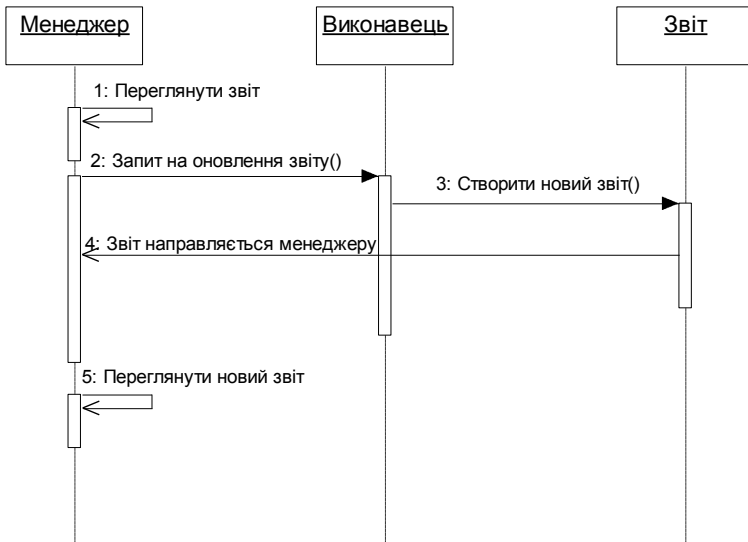 Менеджер
Виконавець
Звіт
1: Переглянути звіт
2: Запит на оновлення звіту()
3: Створити новий звіт()
4: Звіт направляється менеджеру
5: Переглянути новий звіт